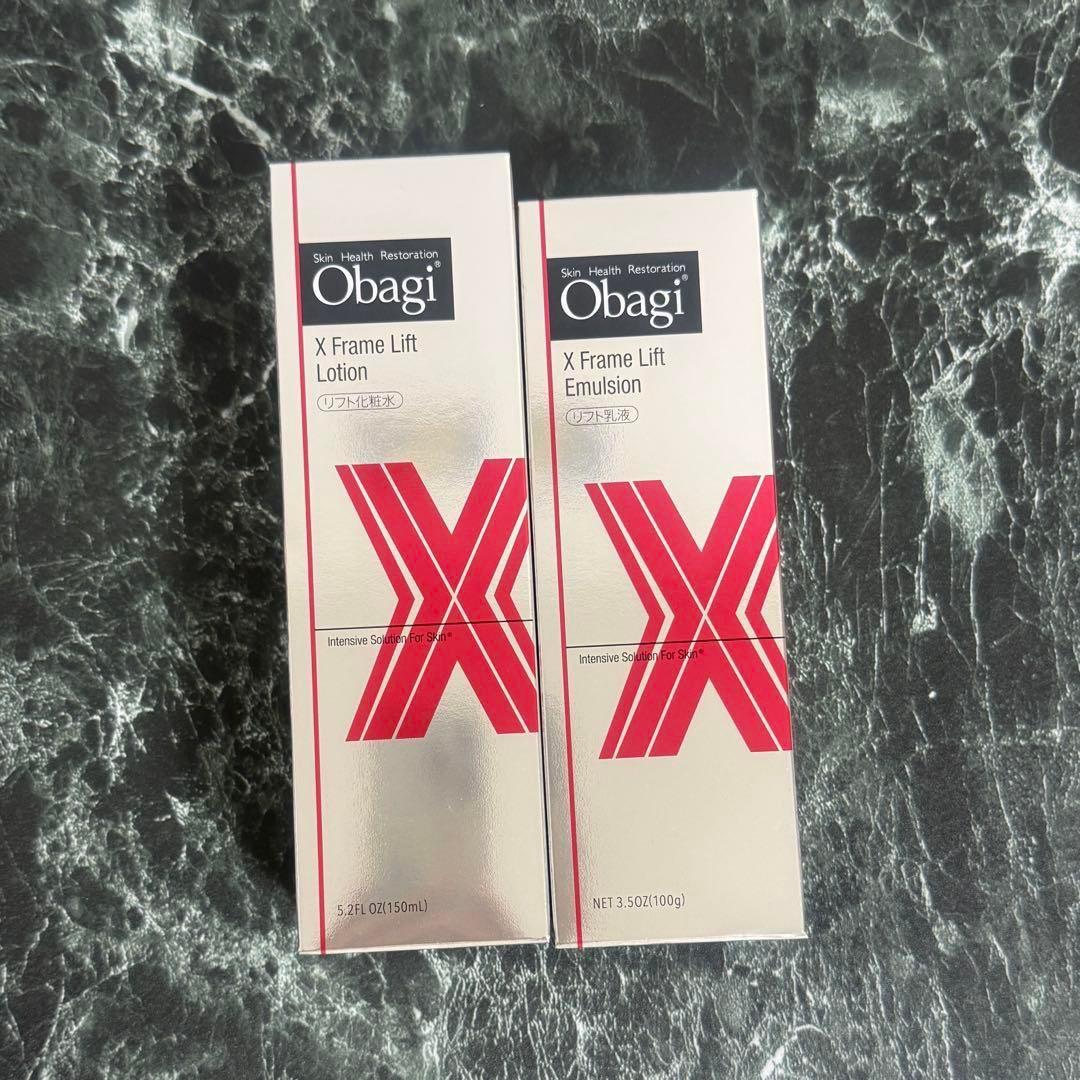 Skin Health Restoration
Obagi®
X Frame Lift
Lotion
リフト化粧水
Intensive Solution For Skin®
5.2FL OZ(150mL)
Skin Health Restoration
Obagi®
X Frame Lift
Emulsion
リフト乳液
Intensive Solution For Skin®
NET 3.5OZ(100g)